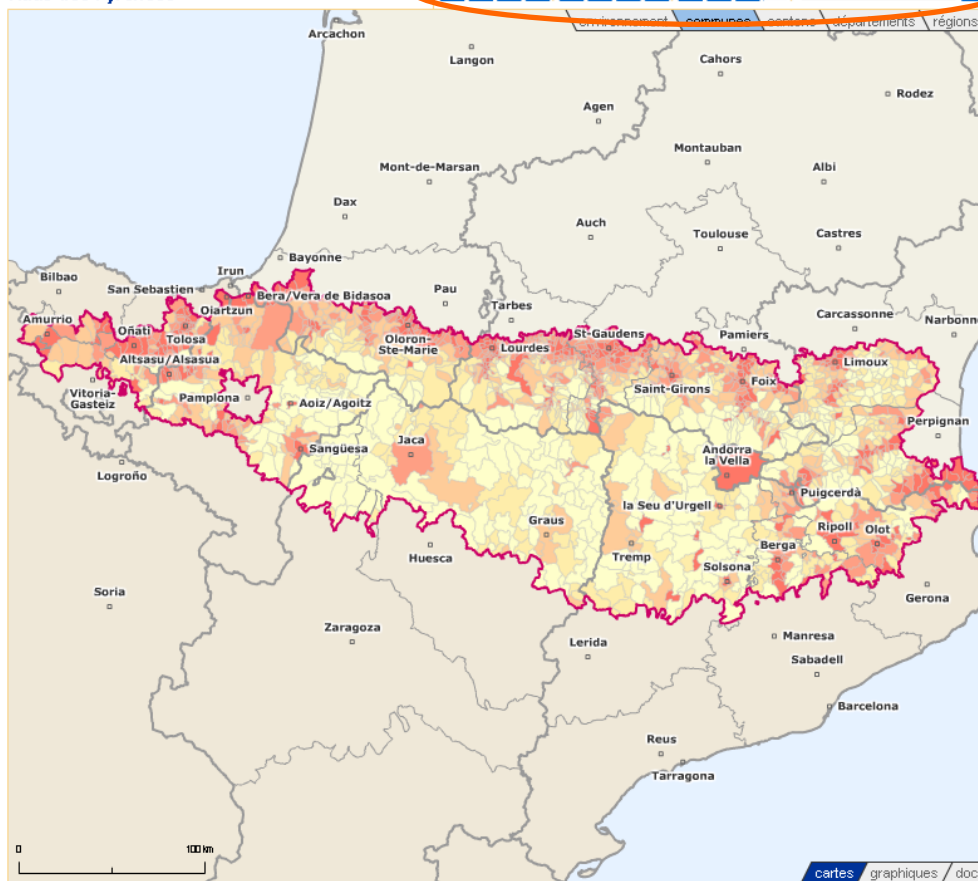 environnement communes cantons départements régions
Arcachon
Langon
Cahors
Rodez
Agen
Montauban
Mont-de-Marsan
Albi
Dax
Auch
Toulouse
Castres
Bayonne
Irun
Bilbao
San Sebastien
Bera/Vera de Bidasoa
Pau
Tarbes
Oiartzun
Amurrio
Oñati
Tolosa
Oloron-
Ste-Marie
Lourdes
St-Gaudens
Pamiers
Carcassonne
Narbonne
Limoux
Altsasu/Alsasua
Saint-Girons
Foix
Vitoria-
Gasteiz
Pamplona
Aoiz/Agoitz
Perpignan
Sangüesa
Jaca
Andorra
la Vella
Logroño
Puigcerdà
la Seu d'Urgell
Graus
Ripoll
Olot
Berga
Huesca
Tremp
Solsona
Soria
Gerona
Zaragoza
Lerida
Manresa
Sabadell
Barcelona
Reus
Tarragona
0 100 km
cartes graphiques doc